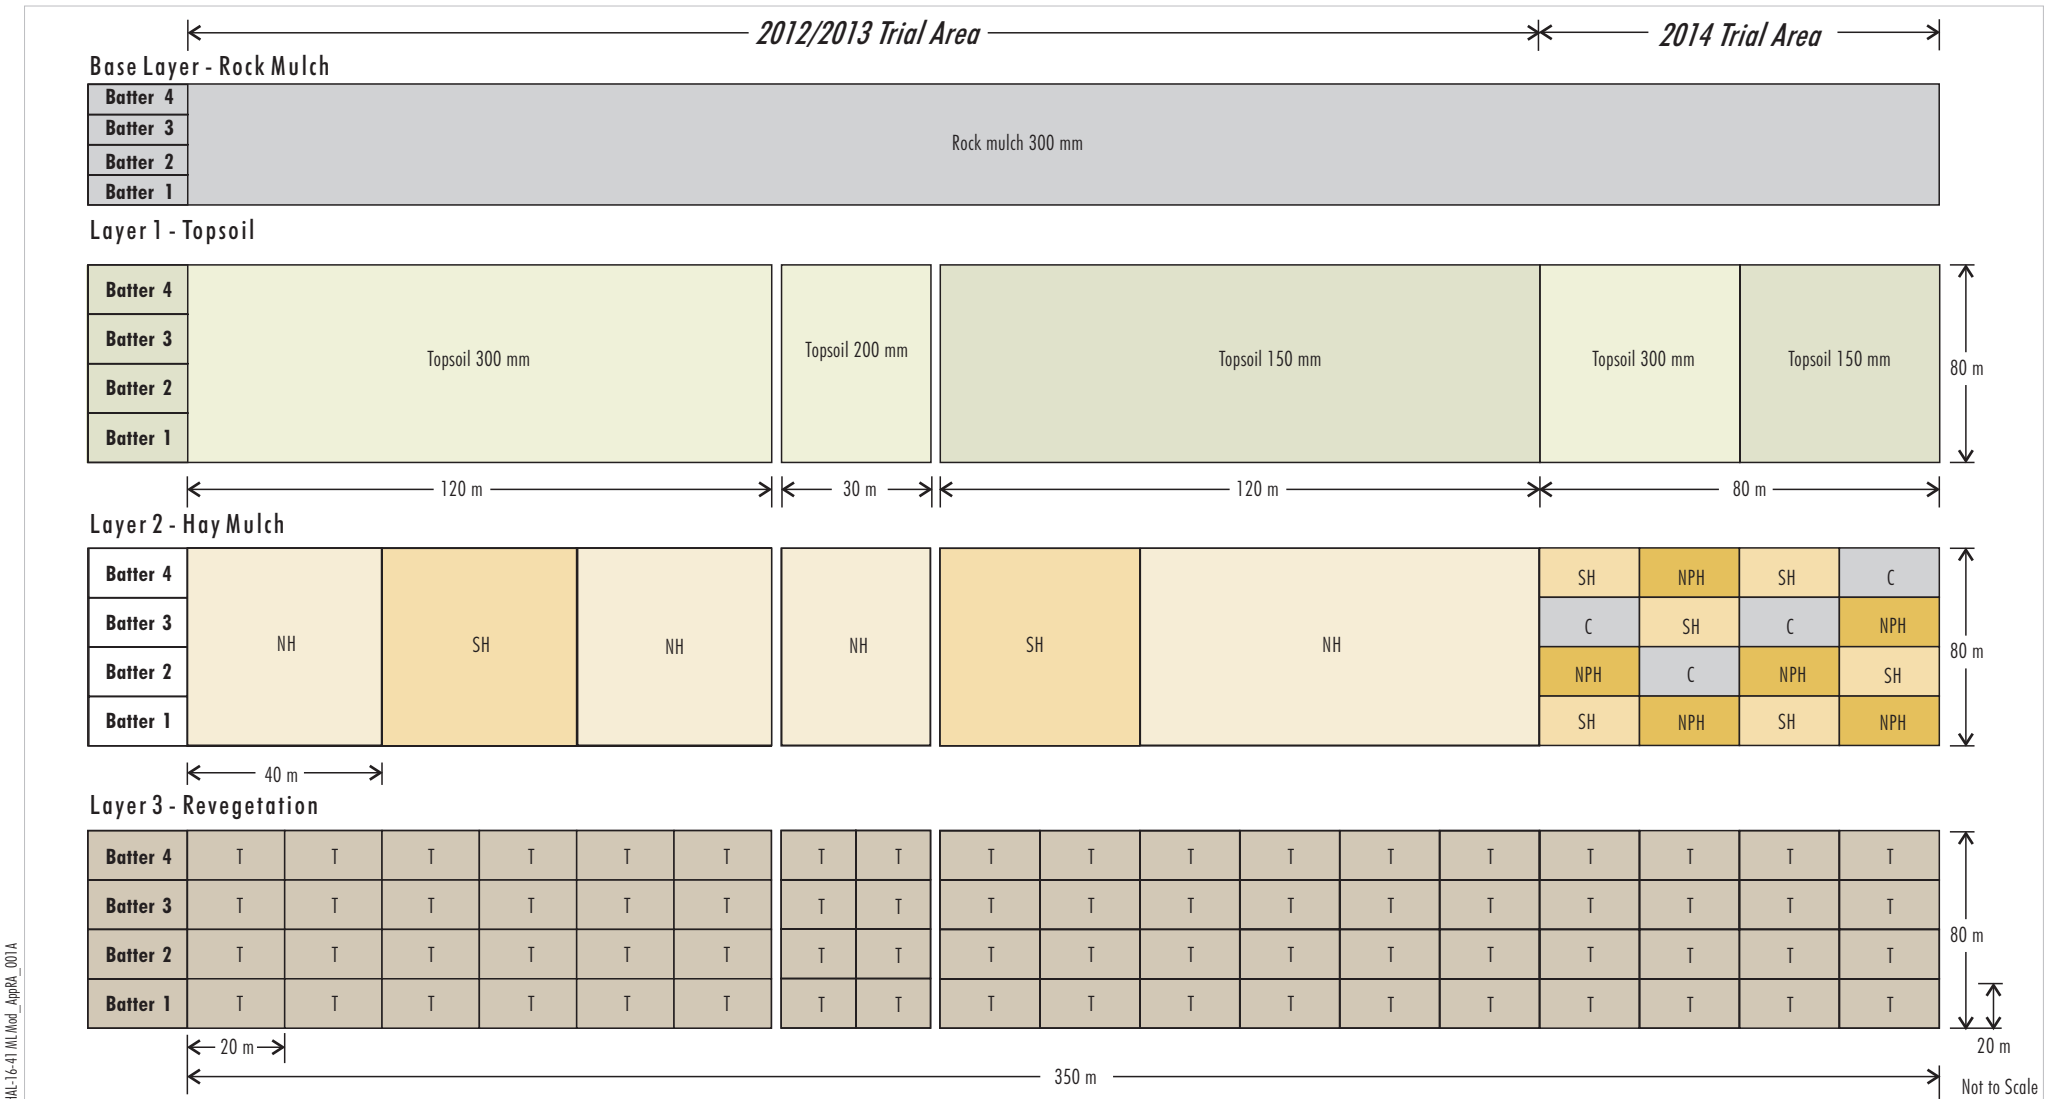 2012/2013 Trial Area 2014 Trial Area
Base Layer - Rock Mulch
Batter 4
Batter 3
Rock mulch 300 mm
Batter 2
Batter 1
Layer 1 - Topsoil
Batter 4
Batter 3
Topsoil 300 mm Topsoil 200 mm Topsoil 150 mm Topsoil 300 mm Topsoil 150 mm
80 m
Batter 2
Batter 1
120 m 30 m 120 m 80 m
Layer 2 - Hay Mulch
Batter 4 SH NPH SH C
Batter 3 C SH C NPH
NH SH NH NH SH NH
80 m
Batter 2 NPH C NPH SH
Batter 1 SH NPH SH NPH
40 m
Layer 3 - Revegetation
Batter 4 T T T T T T T T T T T T T T T T T T
Batter 3 T T T T T T T T T T T T T T T T T T
80 m
Batter 2 T T T T T T T T T T T T T T T T T T
Batter 1 T T T T T T T T T T T T T T T T T T
20 m
20 m
350 m
Not to Scale
HAL-16-41 ML Mod_AppRA_001A